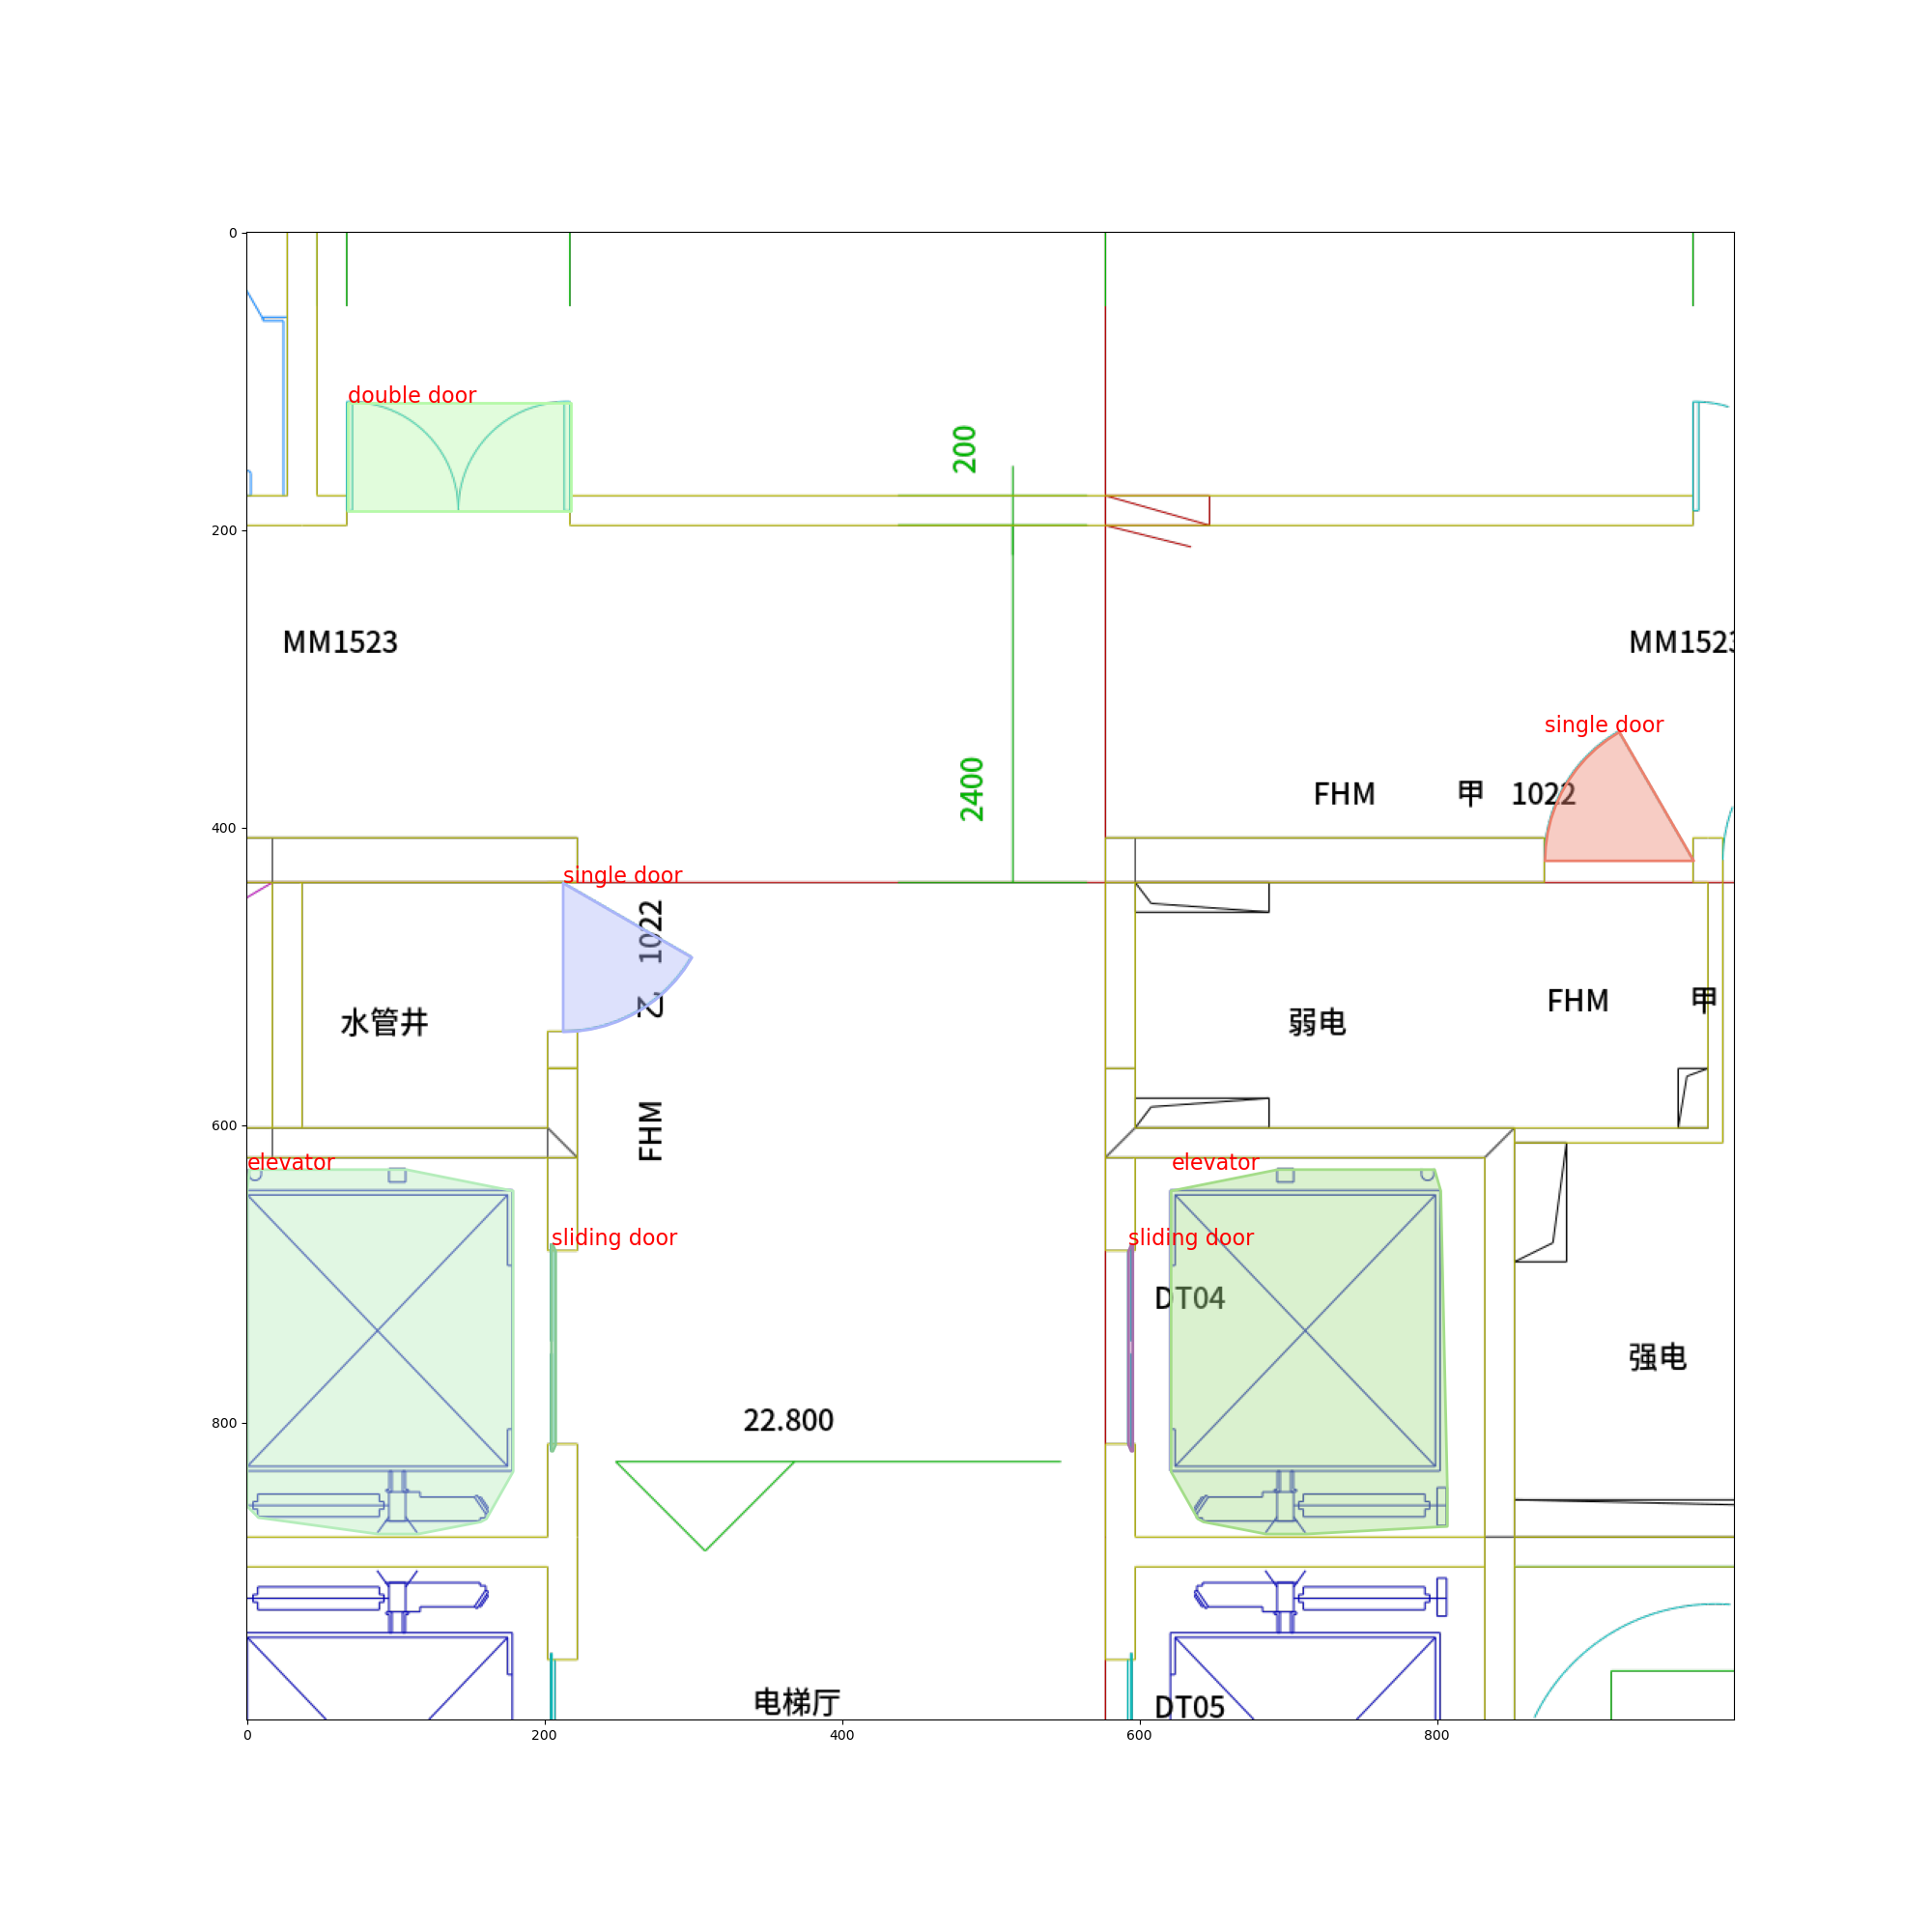 0
double door
200
200
MM1523
MM1523
single door
2400
FHM 甲 1022
400
single door
FHM 乙 1022
水管井
弱电
FHM 甲
600
elevator
elevator
sliding door
sliding door
DT04
强电
22.800
800
电梯厅
DT05
0
200
400
600
800